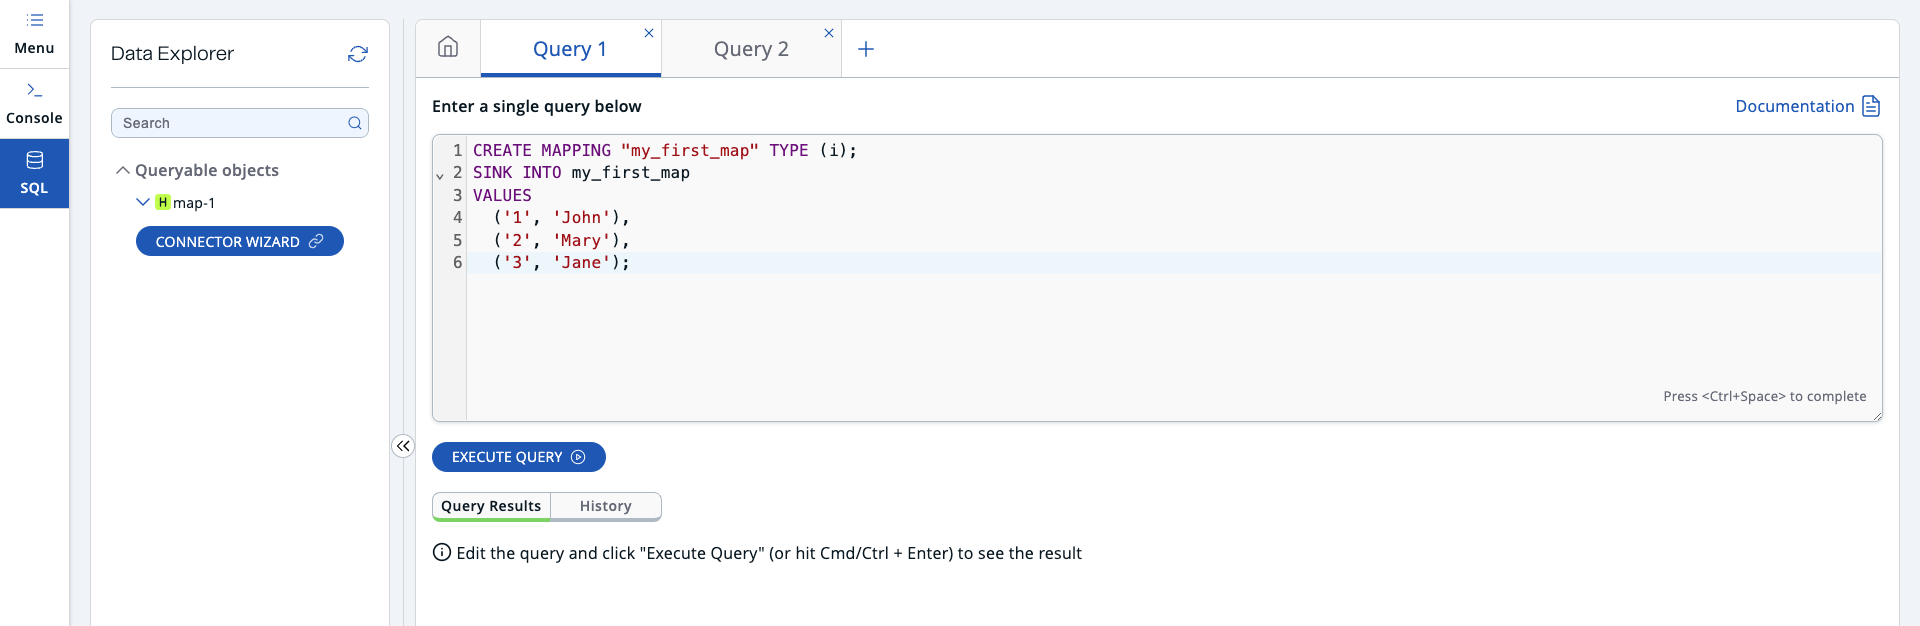 Menu
Console
SQL
Data Explorer
Search
Queryable objects
H map-1
CONNECTOR WIZARD
Query 1
Query 2
Enter a single query below
Documentation
1 CREATE MAPPING "my_first_map" TYPE (i);
2 SINK INTO my_first_map
3 VALUES
4 ('1', 'John'),
5 ('2', 'Mary'),
6 ('3', 'Jane');
Press <Ctrl+Space> to complete
EXECUTE QUERY
Query Results
History
Edit the query and click "Execute Query" (or hit Cmd/Ctrl + Enter) to see the result